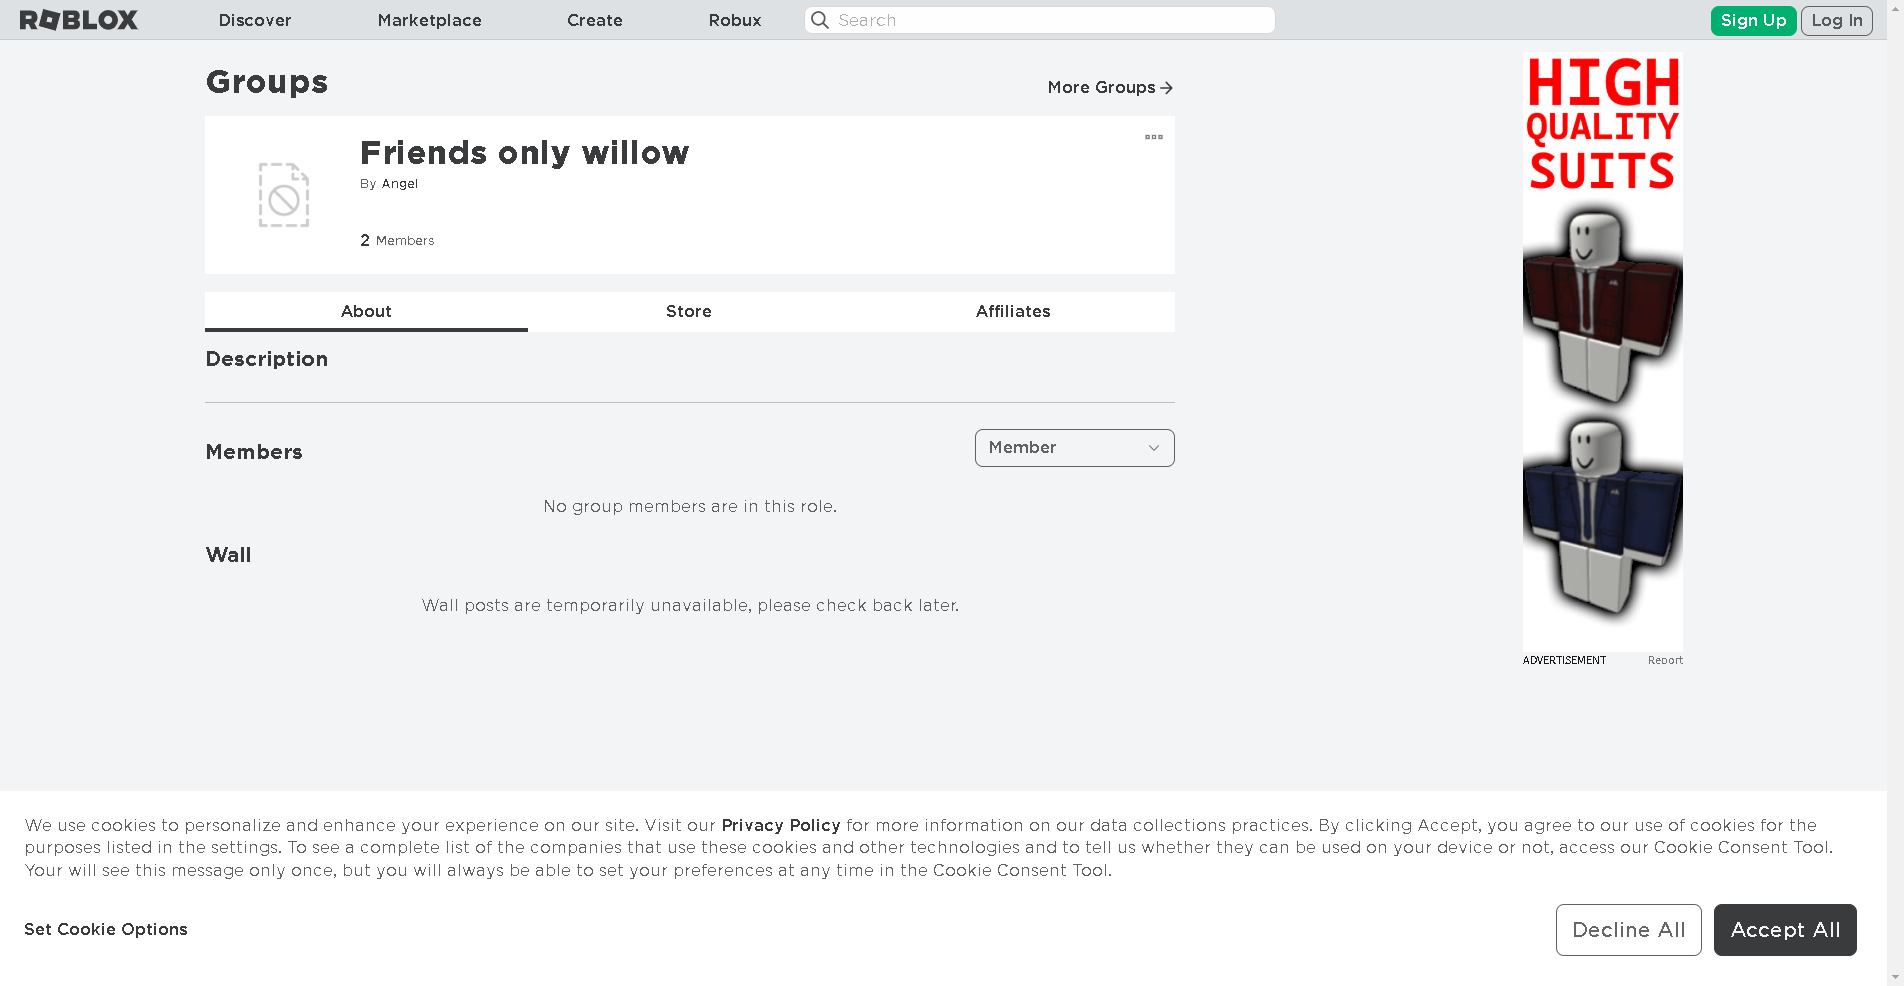 ROBLOX
Discover
Marketplace
Create
Robux
Search
Sign Up
Log In
Groups
More Groups
Friends only willow
By Angel
2 Members
About
Store
Affiliates
Description
Members
Member
No group members are in this role.
Wall
Wall posts are temporarily unavailable, please check back later.
HIGH
QUALITY
SUITS
ADVERTISEMENT
Report
We use cookies to personalize and enhance your experience on our site. Visit our Privacy Policy for more information on our data collections practices. By clicking Accept, you agree to our use of cookies for the
purposes listed in the settings. To see a complete list of the companies that use these cookies and other technologies and to tell us whether they can be used on your device or not, access our Cookie Consent Tool.
Your will see this message only once, but you will always be able to set your preferences at any time in the Cookie Consent Tool.
Set Cookie Options
Decline All
Accept All